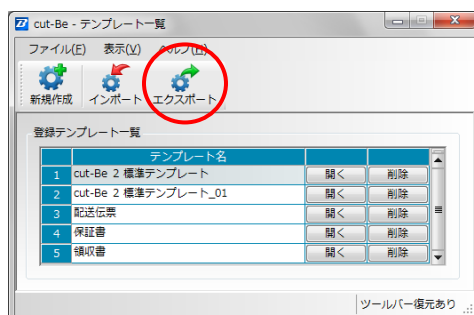 cut-Be - テンプレート一覧
ファイル(F) 表示(V) ヘルプ(H)
新規作成 インポート エクスポート
登録テンプレート一覧
テンプレート名
1 cut-Be 2 標準テンプレート 開く 削除
2 cut-Be 2 標準テンプレート_01 開く 削除
3 配送伝票 開く 削除
4 保証書 開く 削除
5 領収書 開く 削除
ツールバー復元あり